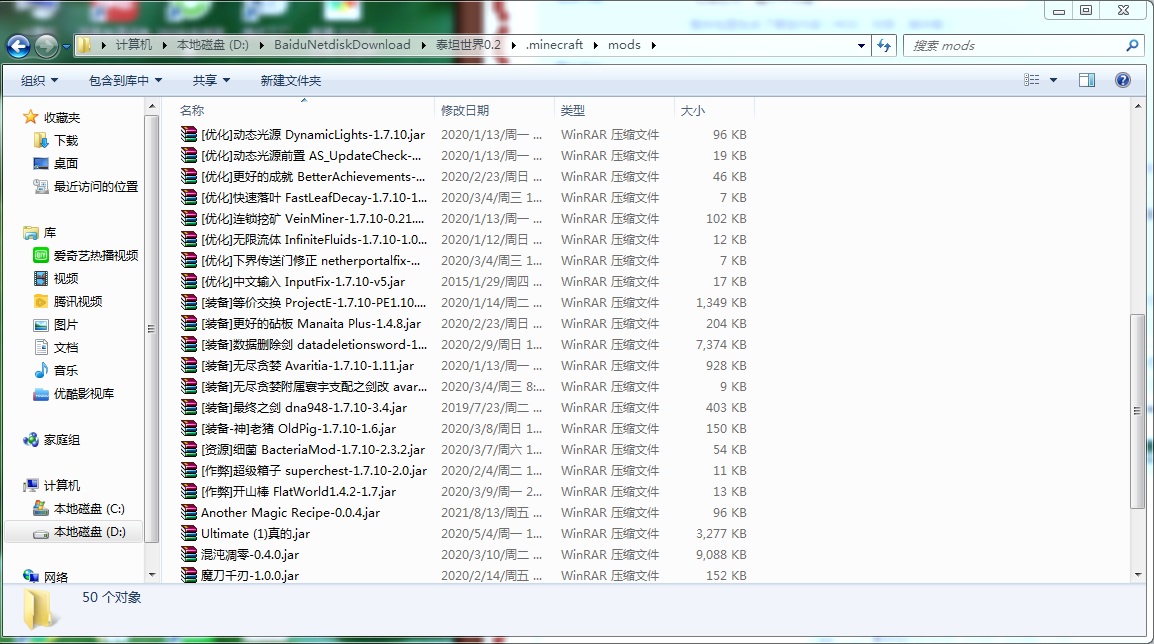 计算机 本地磁盘 (D:) BaiduNetdiskDownload 泰坦世界0.2 .minecraft mods
搜索 mods
组织 包含到库中 共享 新建文件夹
收藏夹
下载
桌面
最近访问的位置
库
爱奇艺热播视频
视频
腾讯视频
图片
文档
音乐
优酷影视库
家庭组
计算机
本地磁盘 (C:)
本地磁盘 (D:)
网络
名称 修改日期 类型 大小
[优化]动态光源 DynamicLights-1.7.10.jar 2020/1/13/周一 ... WinRAR 压缩文件 96 KB
[优化]动态光源前置 AS_UpdateCheck-... 2020/1/13/周一 ... WinRAR 压缩文件 19 KB
[优化]更好的成就 BetterAchievements-... 2020/2/23/周日 ... WinRAR 压缩文件 46 KB
[优化]快速落叶 FastLeafDecay-1.7.10-1... 2020/3/4/周三 1... WinRAR 压缩文件 7 KB
[优化]连锁挖矿 VeinMiner-1.7.10-0.21.... 2020/1/13/周一 ... WinRAR 压缩文件 102 KB
[优化]无限流体 InfiniteFluids-1.7.10-1.0... 2020/1/12/周日 ... WinRAR 压缩文件 12 KB
[优化]下界传送门修正 netherportalfix-... 2020/3/4/周三 1... WinRAR 压缩文件 7 KB
[优化]中文输入 InputFix-1.7.10-v5.jar 2015/1/29/周四 ... WinRAR 压缩文件 17 KB
[装备]等价交换 ProjectE-1.7.10-PE1.10.... 2020/1/14/周二 ... WinRAR 压缩文件 1,349 KB
[装备]更好的砧板 Manaita Plus-1.4.8.jar 2020/2/23/周日 ... WinRAR 压缩文件 204 KB
[装备]数据删除剑 datadeletionsword-1... 2020/2/9/周日 1... WinRAR 压缩文件 7,374 KB
[装备]无尽贪婪 Avaritia-1.7.10-1.11.jar 2020/1/13/周一 ... WinRAR 压缩文件 928 KB
[装备]无尽贪婪附属寰宇支配之剑改 avar... 2020/3/4/周三 8:... WinRAR 压缩文件 9 KB
[装备]最终之剑 dna948-1.7.10-3.4.jar 2019/7/23/周二 ... WinRAR 压缩文件 403 KB
[装备-神]老猪 OldPig-1.7.10-1.6.jar 2020/3/8/周日 1... WinRAR 压缩文件 150 KB
[资源]细菌 BacteriaMod-1.7.10-2.3.2.jar 2020/3/7/周六 1... WinRAR 压缩文件 54 KB
[作弊]超级箱子 superchest-1.7.10-2.0.jar 2020/2/4/周二 1... WinRAR 压缩文件 11 KB
[作弊]开山棒 FlatWorld1.4.2-1.7.jar 2020/3/9/周一 2... WinRAR 压缩文件 13 KB
Another Magic Recipe-0.0.4.jar 2021/8/13/周五 ... WinRAR 压缩文件 96 KB
Ultimate (1)真的.jar 2020/5/4/周一 1... WinRAR 压缩文件 3,277 KB
混沌凋零-0.4.0.jar 2020/3/10/周二 ... WinRAR 压缩文件 9,088 KB
魔刀千刃-1.0.0.jar 2020/2/14/周五 ... WinRAR 压缩文件 152 KB
50 个对象